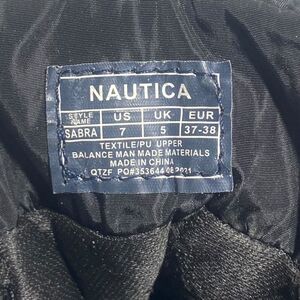 NAUTICA
STYLE NAME US UK EUR
SABRA 7 5 37-38
TEXTILE/PU UPPER
BALANCE MAN MADE MATERIALS
MADE IN CHINA
QTZF PO#353644 2021